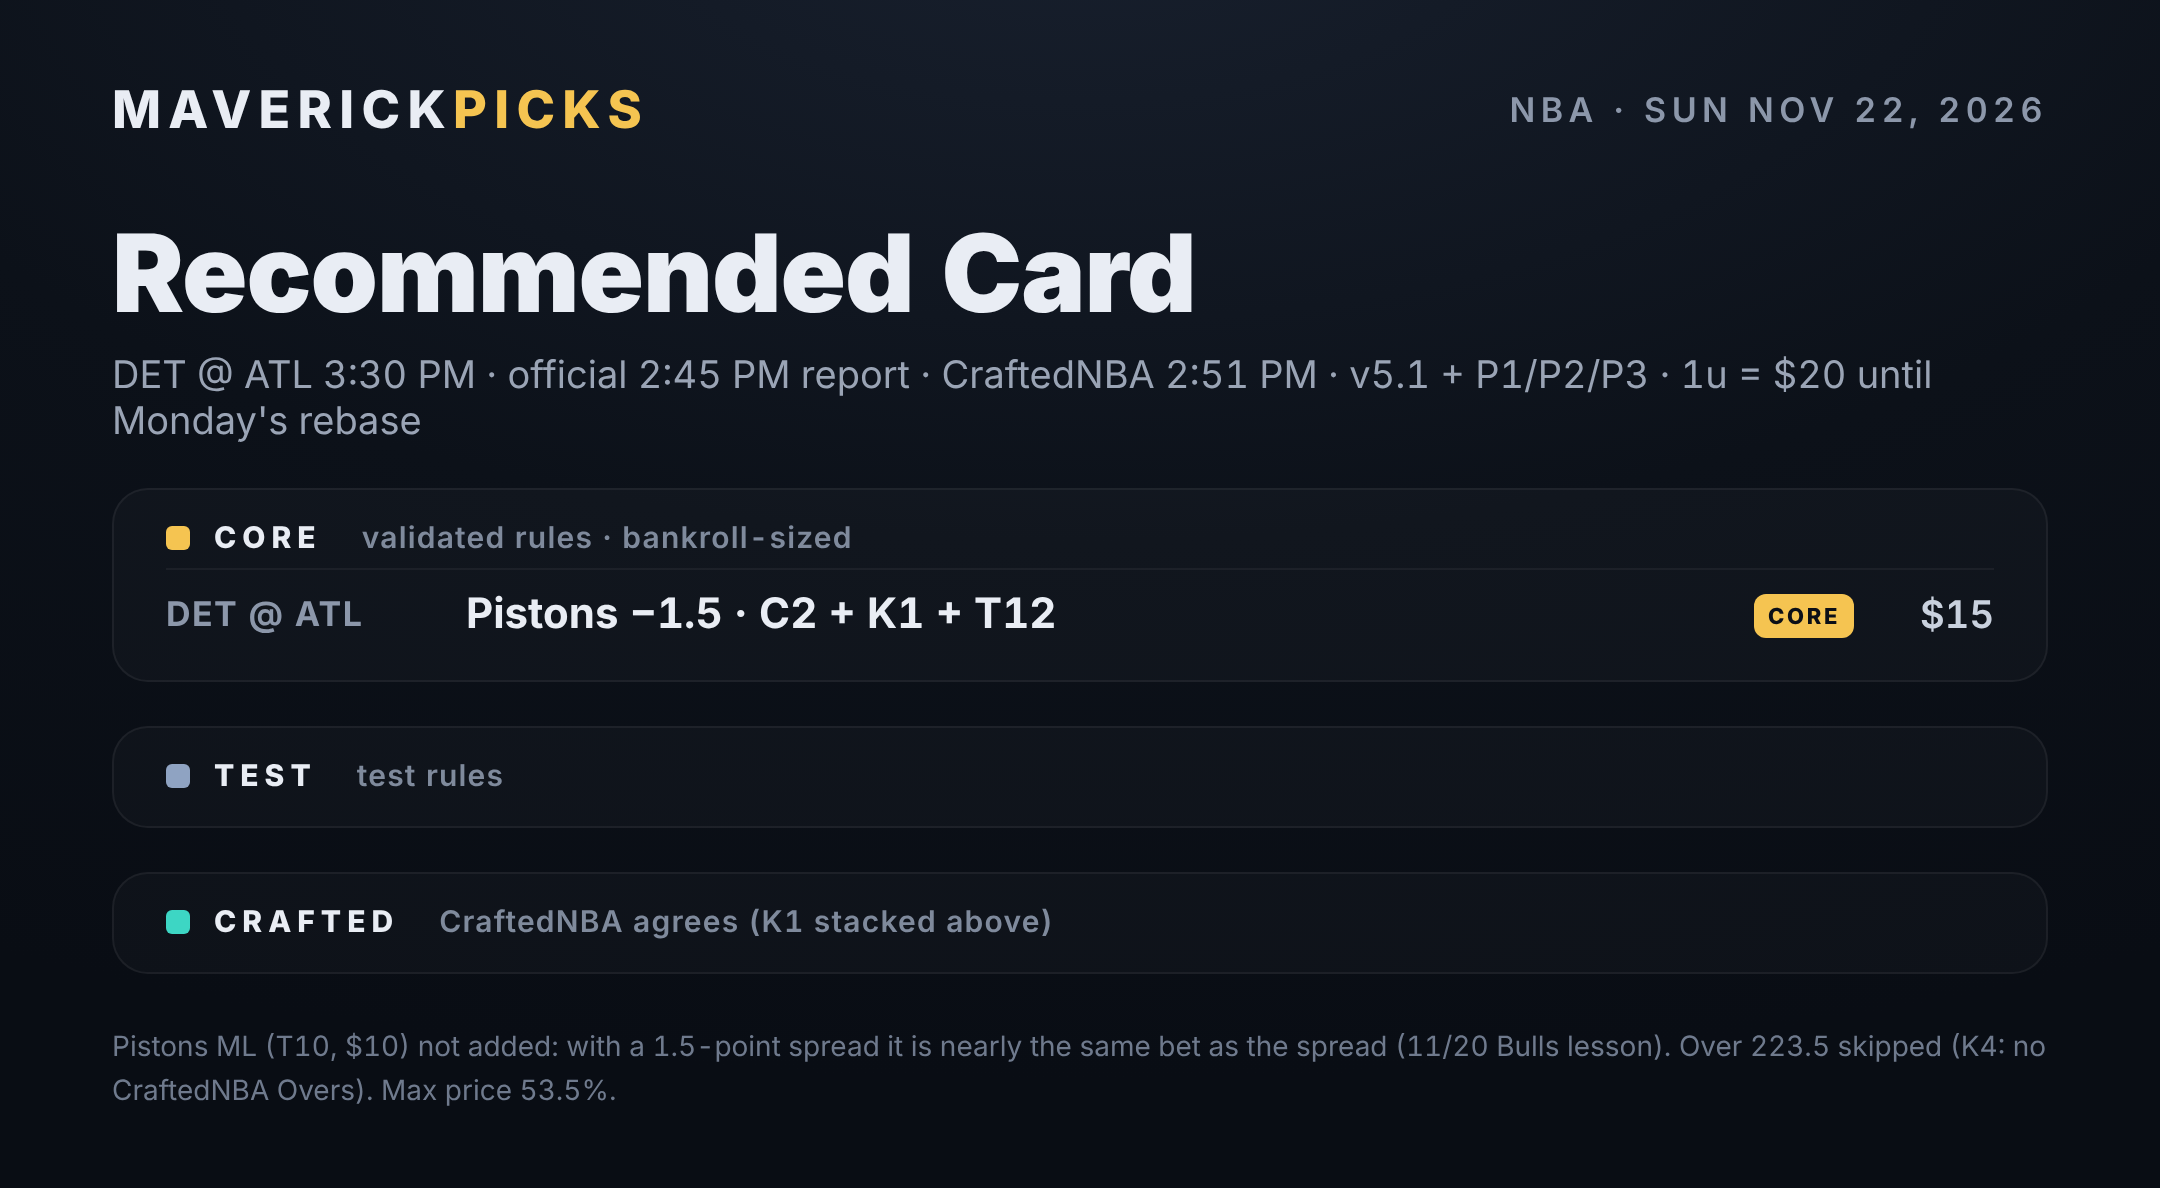 MAVERICKPICKS
NBA · SUN NOV 22, 2026
Recommended Card
DET @ ATL 3:30 PM · official 2:45 PM report · CraftedNBA 2:51 PM · v5.1 + P1/P2/P3 · 1u = $20 until
Monday's rebase
CORE validated rules · bankroll-sized
DET @ ATL Pistons −1.5 · C2 + K1 + T12 CORE $15
TEST test rules
CRAFTED CraftedNBA agrees (K1 stacked above)
Pistons ML (T10, $10) not added: with a 1.5-point spread it is nearly the same bet as the spread (11/20 Bulls lesson). Over 223.5 skipped (K4: no
CraftedNBA Overs). Max price 53.5%.